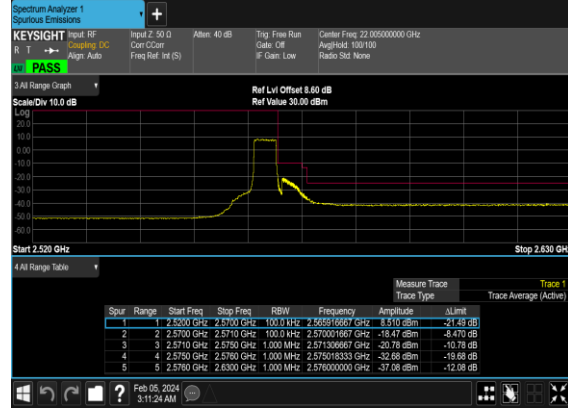 Spectrum Analyzer 1
Spurious Emissions
+
KEYSIGHT Input: RF Input Z: 50 Ω Atten: 40 dB Trig: Free Run Center Freq: 22.005000000 GHz
R T Coupling: DC Corr CCorr Gate: Off Avg|Hold: 100/100
Align: Auto Freq Ref: Int (S) IF Gain: Low Radio Std: None
PASS
3 All Range Graph
Ref Lvl Offset 8.60 dB
Scale/Div 10.0 dB Ref Value 30.00 dBm
Log
20.0
10.0
0.00
-10.0
-20.0
-30.0
-40.0
-50.0
-60.0
Start 2.520 GHz Stop 2.630 GH
4 All Range Table
Measure Trace Trace 1
Trace Type Trace Average (Active)
Spur Range Start Freq Stop Freq RBW Frequency Amplitude ΔLimit
1 1 2.5200 GHz 2.5700 GHz 100.0 kHz 2.565916667 GHz 8.510 dBm -21.49 dB
2 2 2.5700 GHz 2.5710 GHz 100.0 kHz 2.570001667 GHz -18.47 dBm -8.470 dB
3 3 2.5710 GHz 2.5750 GHz 1.000 MHz 2.571306667 GHz -20.78 dBm -10.78 dB
4 4 2.5750 GHz 2.5760 GHz 1.000 MHz 2.575018333 GHz -32.68 dBm -19.68 dB
5 5 2.5760 GHz 2.6300 GHz 1.000 MHz 2.576000000 GHz -37.08 dBm -12.08 dB
? Feb 05, 2024
3:11:24 AM